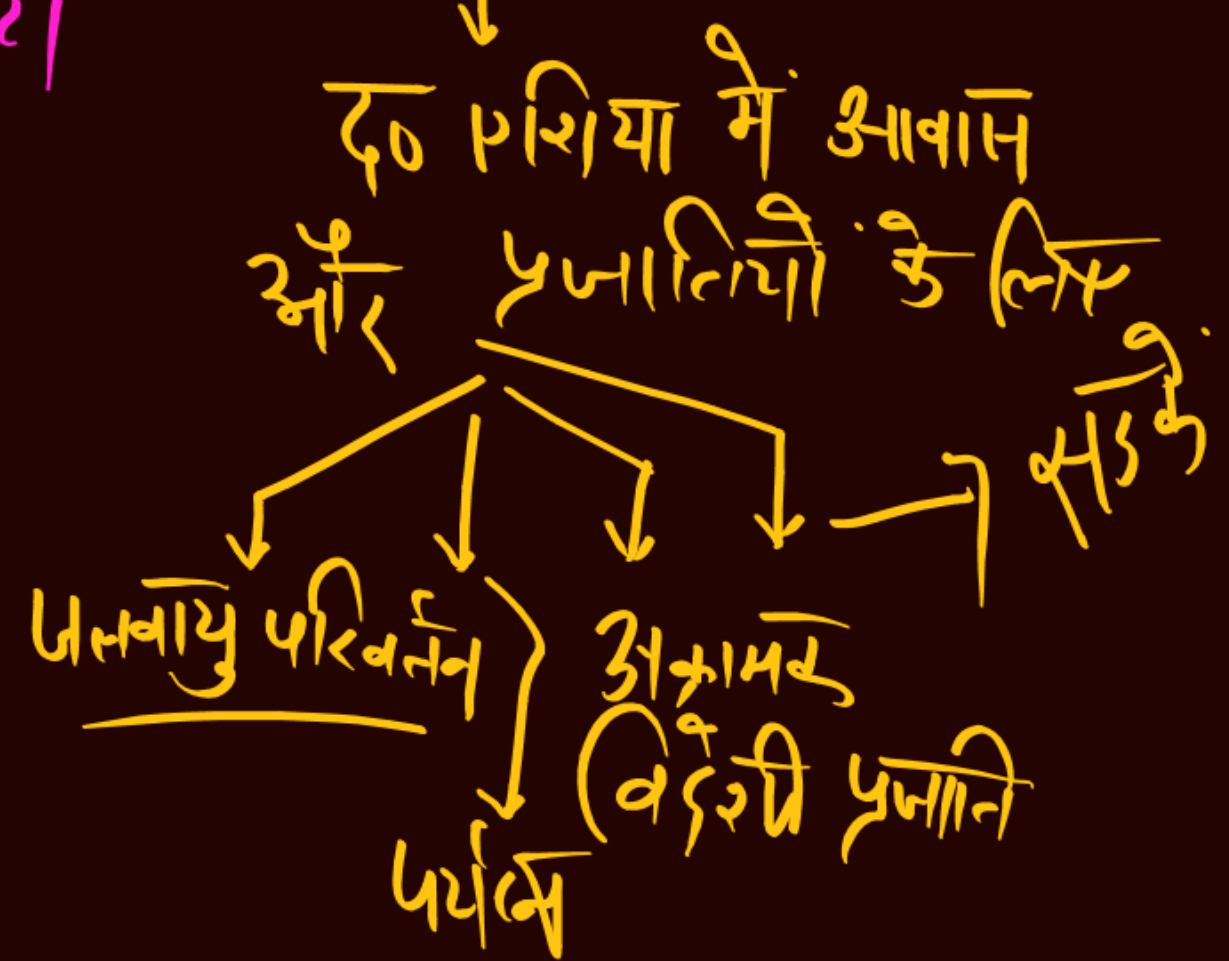 द० एशिया में आवास
और प्रजातियों के लिए
सड़कें
जलवायु परिवर्तन
आक्रामक
विदेशी प्रजाति
पर्यटन